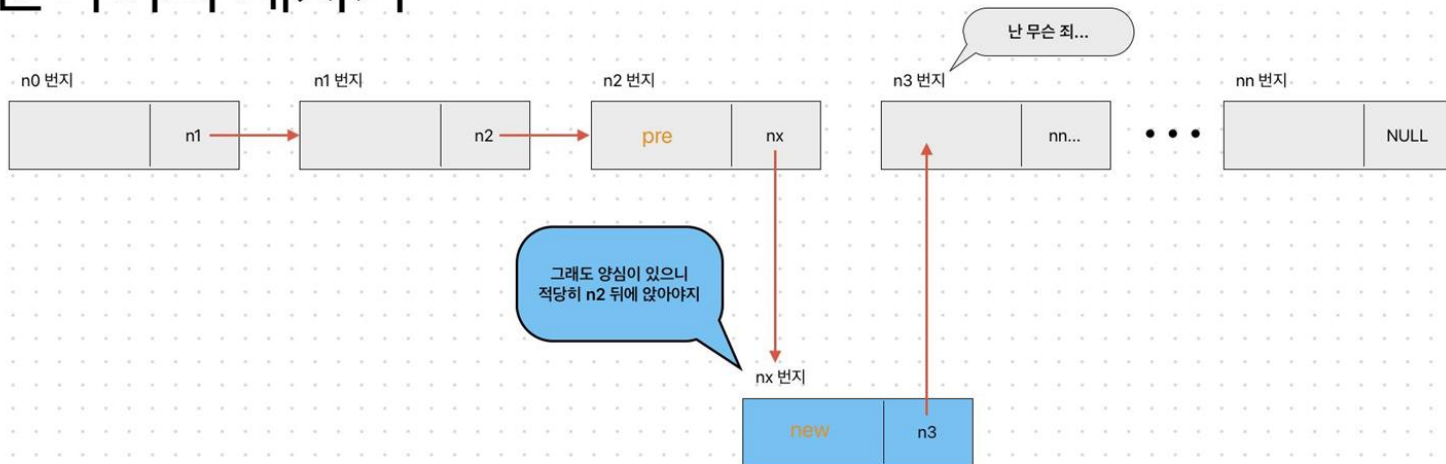 난 무슨 죄...
n0 번지
n1 번지
n2 번지
n3 번지
nn 번지
n1
n2
pre
nx
nn...
NULL
그래도 양심이 있으니
적당히 n2 뒤에 앉아야지
nx 번지
new
n3